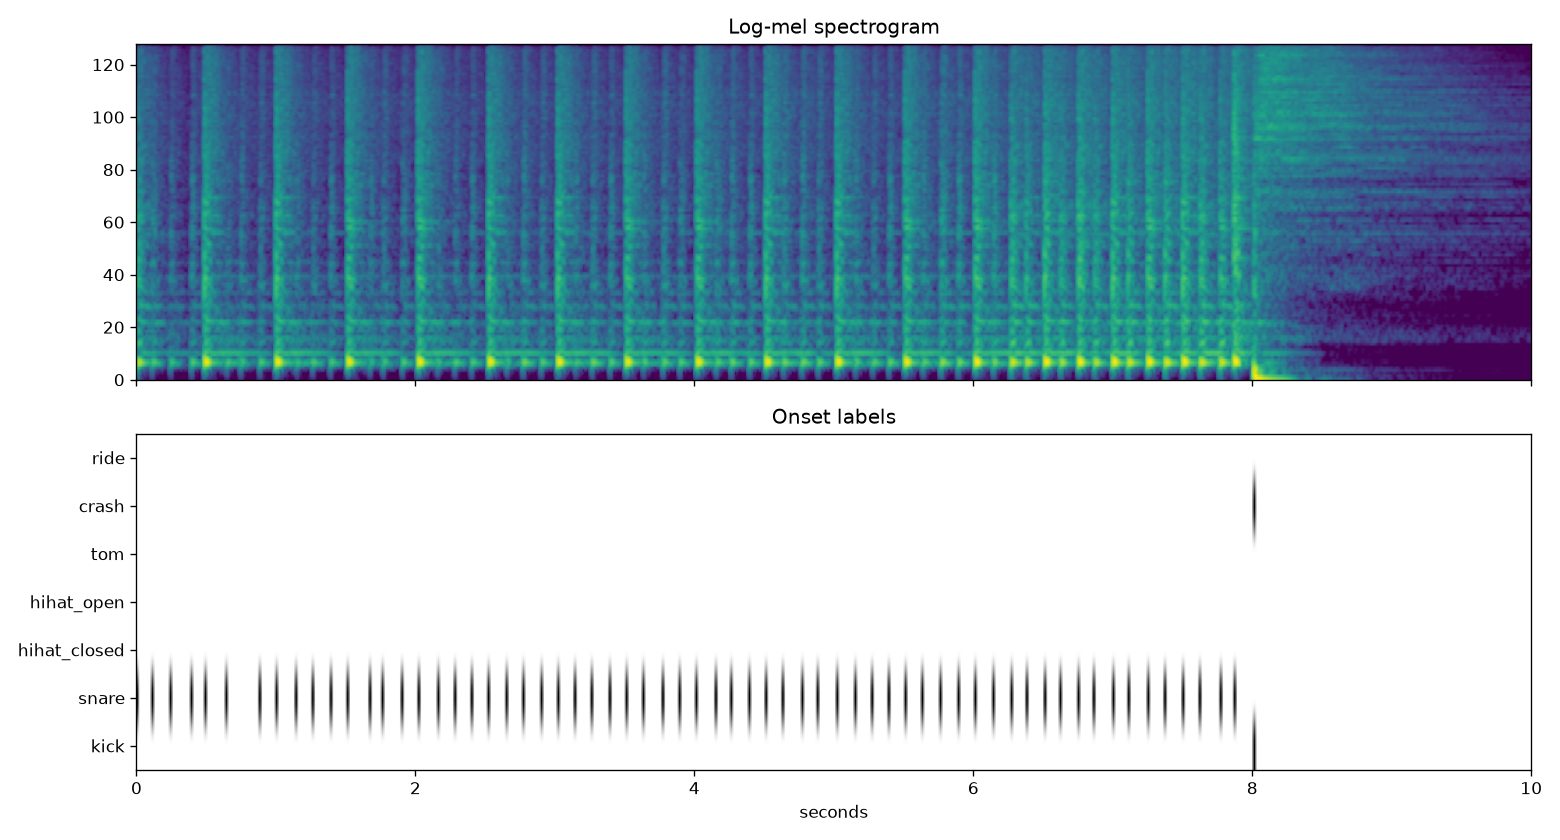 Log-mel spectrogram
120
100
80
60
40
20
0
Onset labels
ride
crash
tom
hihat_open
hihat_closed
snare
kick
0 2 4 6 8 10
seconds